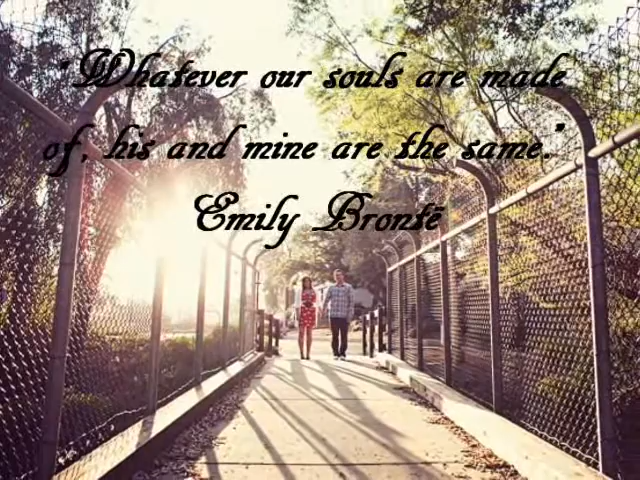 "Whatever our souls are made
of, his and mine are the same."
Emily Brontë